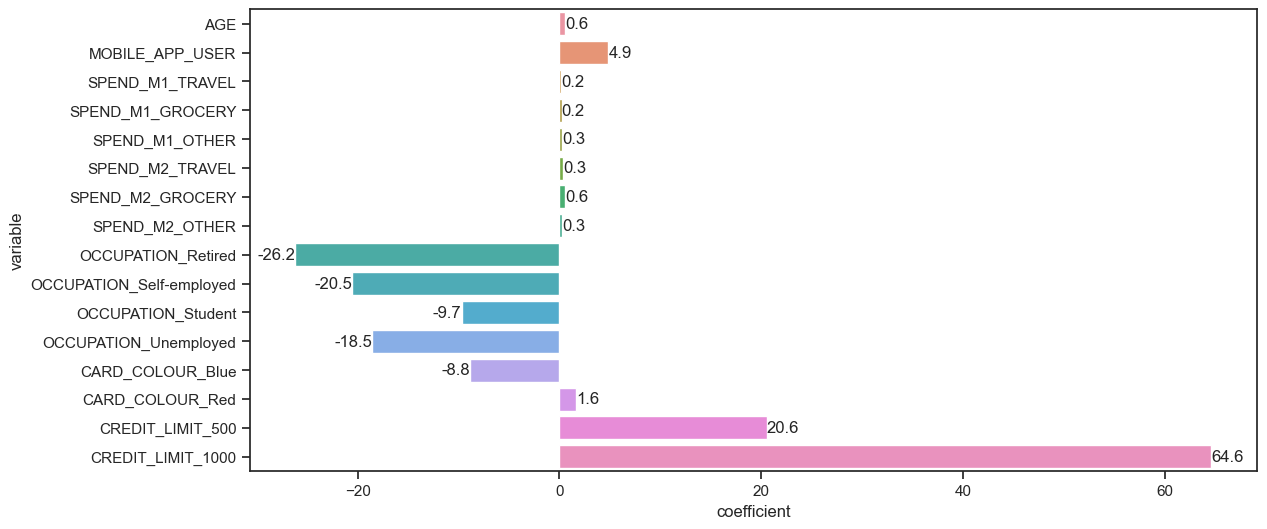 variable
AGE 0.6
MOBILE_APP_USER 4.9
SPEND_M1_TRAVEL 0.2
SPEND_M1_GROCERY 0.2
SPEND_M1_OTHER 0.3
SPEND_M2_TRAVEL 0.3
SPEND_M2_GROCERY 0.6
SPEND_M2_OTHER 0.3
OCCUPATION_Retired -26.2
OCCUPATION_Self-employed -20.5
OCCUPATION_Student -9.7
OCCUPATION_Unemployed -18.5
CARD_COLOUR_Blue -8.8
CARD_COLOUR_Red 1.6
CREDIT_LIMIT_500 20.6
CREDIT_LIMIT_1000 64.6
−20 0 20 40 60
coefficient